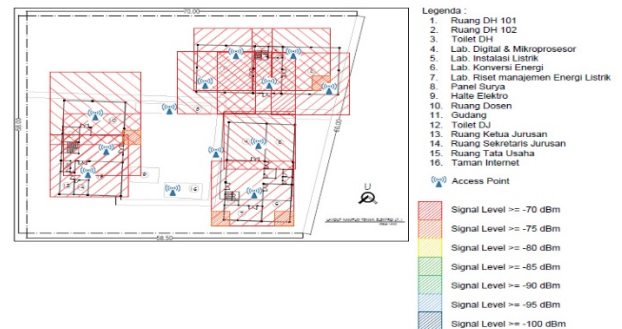 70,00
Legenda :
1. Ruang DH 101
2. Ruang DH 102
3. Toilet DH
4. Lab. Digital & Mikroprosesor
5. Lab. Instalasi Listrik
6. Lab. Konversi Energi
7. Lab. Riset manajemen Energi Listrik
8. Panel Surya
9. Halte Elektro
10. Ruang Dosen
11. Gudang
12. Toilet DJ
13. Ruang Ketua Jurusan
14. Ruang Sekretaris Jurusan
15. Ruang Tata Usaha
16. Taman Internet
Access Point
Signal Level >= -70 dBm
Signal Level >= -75 dBm
Signal Level >= -80 dBm
Signal Level >= -85 dBm
Signal Level >= -90 dBm
Signal Level >= -95 dBm
Signal Level >= -100 dBm
U
58,50